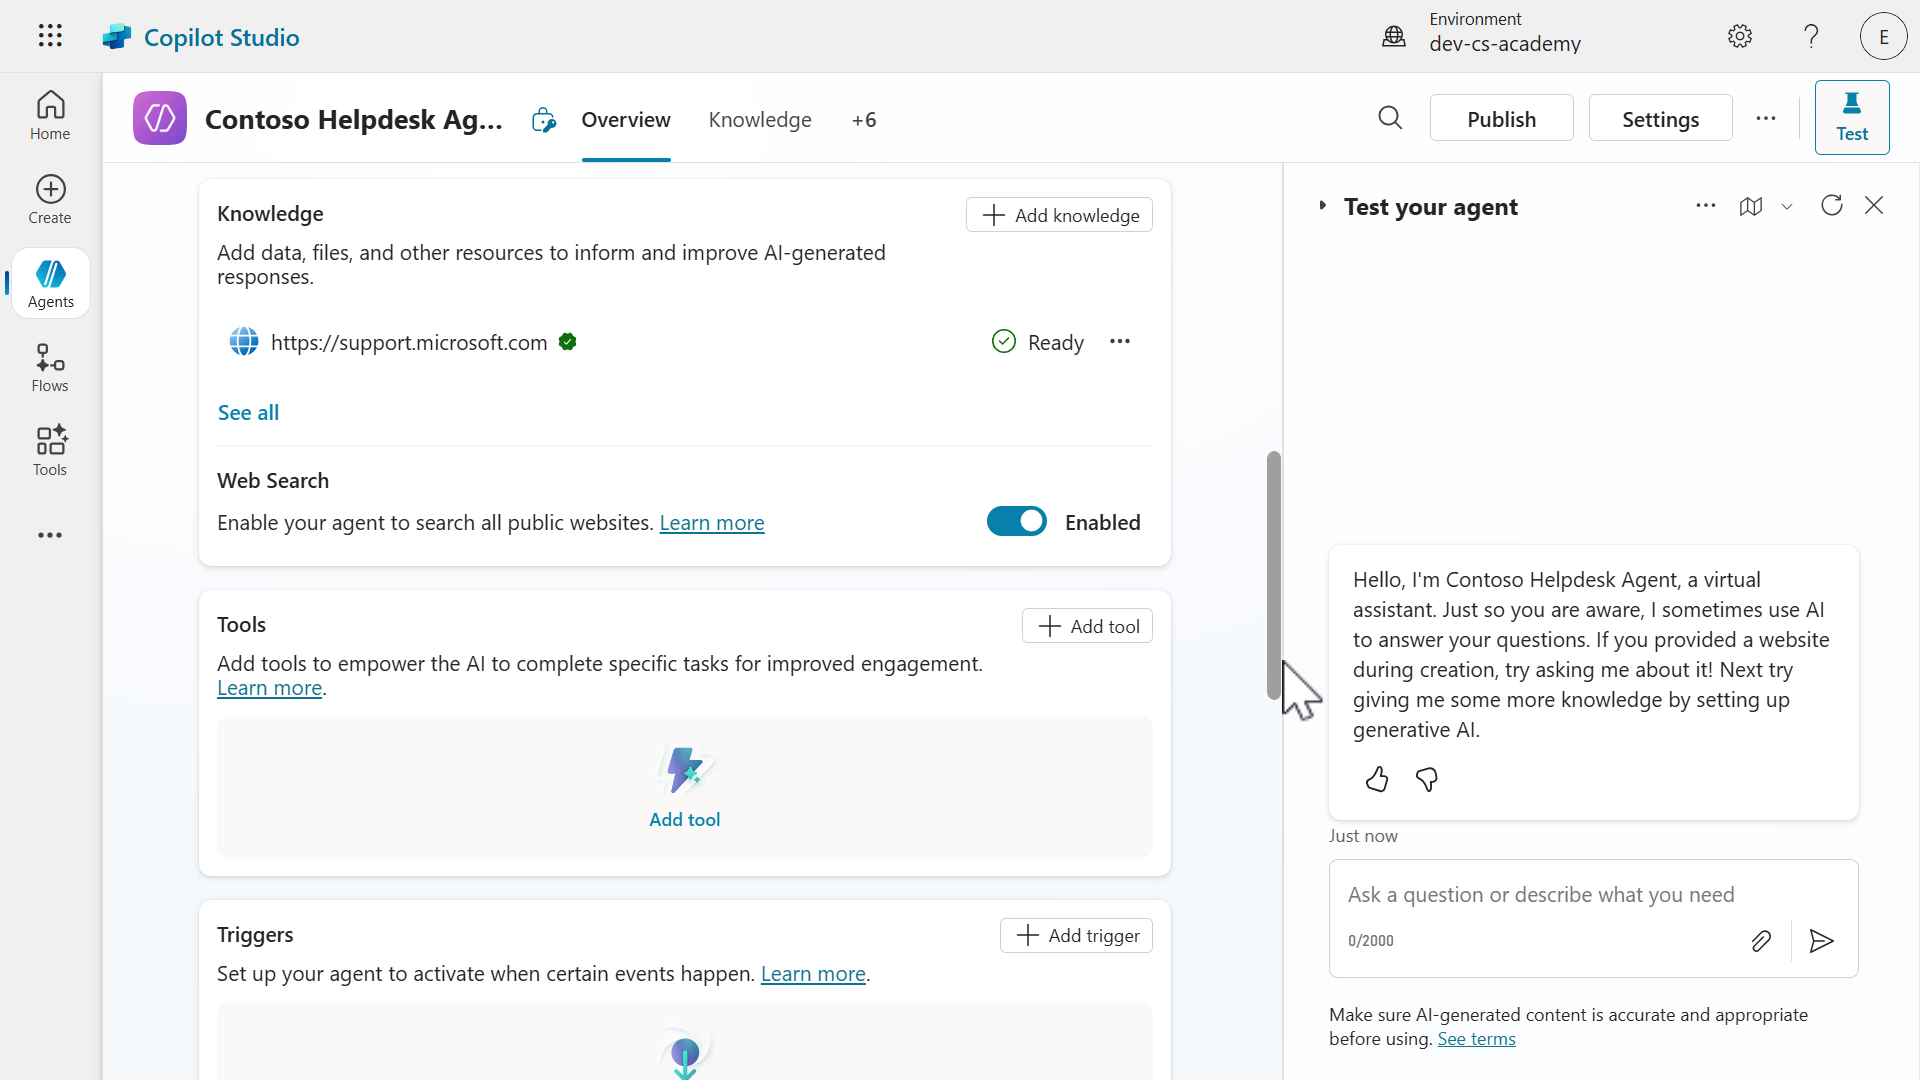 Copilot Studio
Environment
dev-cs-academy
E
Home
Create
Agents
Flows
Tools
Contoso Helpdesk Ag...
Overview
Knowledge
+6
Publish
Settings
Test
Knowledge
Add knowledge
Add data, files, and other resources to inform and improve AI-generated
responses.
https://support.microsoft.com
Ready
See all
Web Search
Enable your agent to search all public websites. Learn more
Enabled
Tools
Add tool
Add tools to empower the AI to complete specific tasks for improved engagement.
Learn more.
Add tool
Triggers
Add trigger
Set up your agent to activate when certain events happen. Learn more.
Test your agent
Hello, I'm Contoso Helpdesk Agent, a virtual
assistant. Just so you are aware, I sometimes use AI
to answer your questions. If you provided a website
during creation, try asking me about it! Next try
giving me some more knowledge by setting up
generative AI.
Just now
Ask a question or describe what you need
0/2000
Make sure AI-generated content is accurate and appropriate
before using. See terms